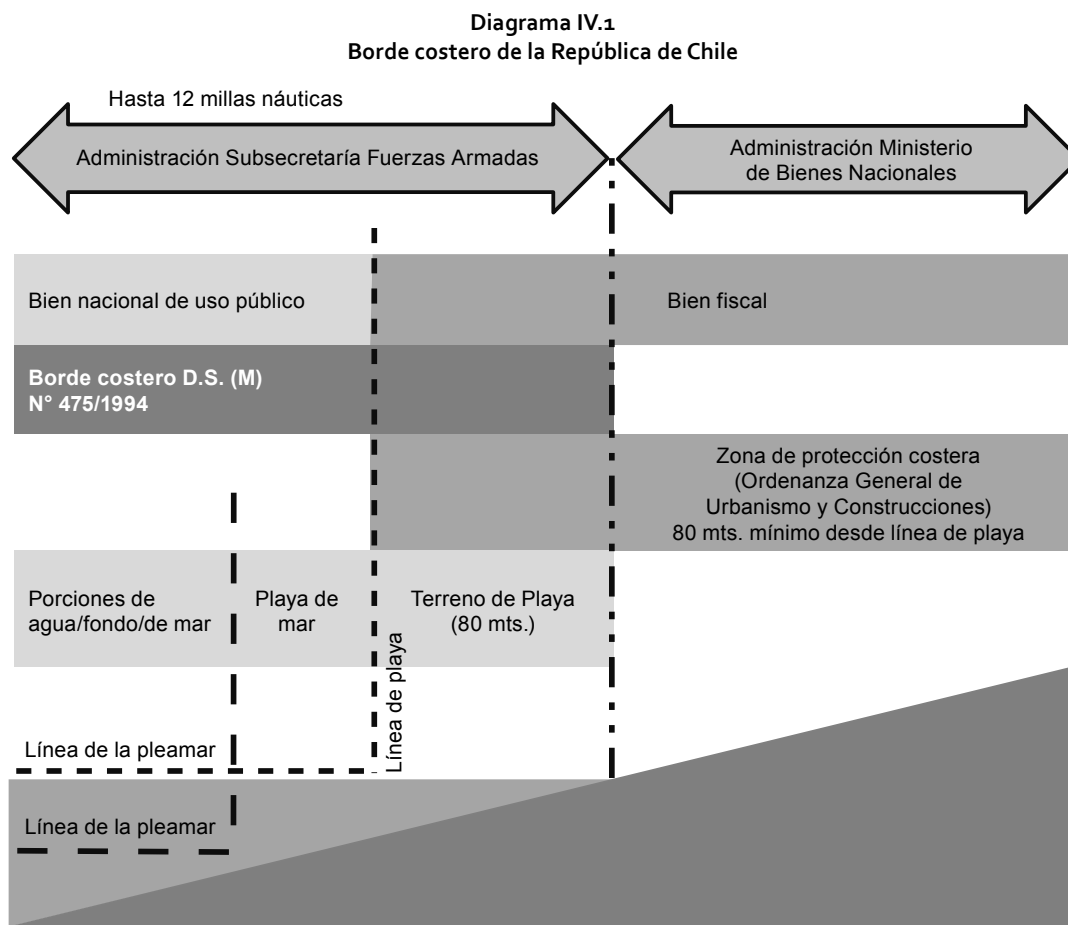 Diagrama IV.1
Borde costero de la República de Chile
Hasta 12 millas náuticas
Administración Subsecretaría Fuerzas Armadas
Administración Ministerio
de Bienes Nacionales
Bien nacional de uso público
Bien fiscal
Borde costero D.S. (M)
N° 475/1994
Zona de protección costera
(Ordenanza General de
Urbanismo y Construcciones)
80 mts. mínimo desde línea de playa
Porciones de
agua/fondo/de mar
Playa de
mar
Terreno de Playa
(80 mts.)
Línea de playa
Línea de la pleamar
Línea de la pleamar